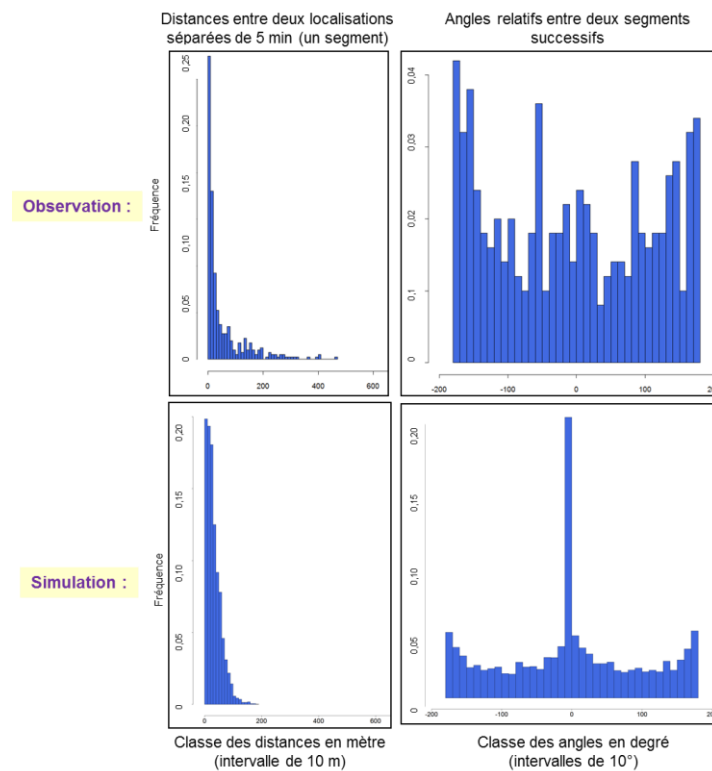 Distances entre deux localisations
séparées de 5 min (un segment)
Angles relatifs entre deux segments
successifs
Observation :
Fréquence
0,25
0,20
0,15
0,10
0,05
0
0 200 400 600
0,04
0,03
0,02
0,1
0
-200 -100 0 100 20
Simulation :
Fréquence
0,20
0,15
0,10
0,05
0
0 200 400 600
0,20
0,15
0,10
0,05
0
-200 -100 0 100 20
Classe des distances en mètre
(intervalle de 10 m)
Classe des angles en degré
(intervalles de 10°)